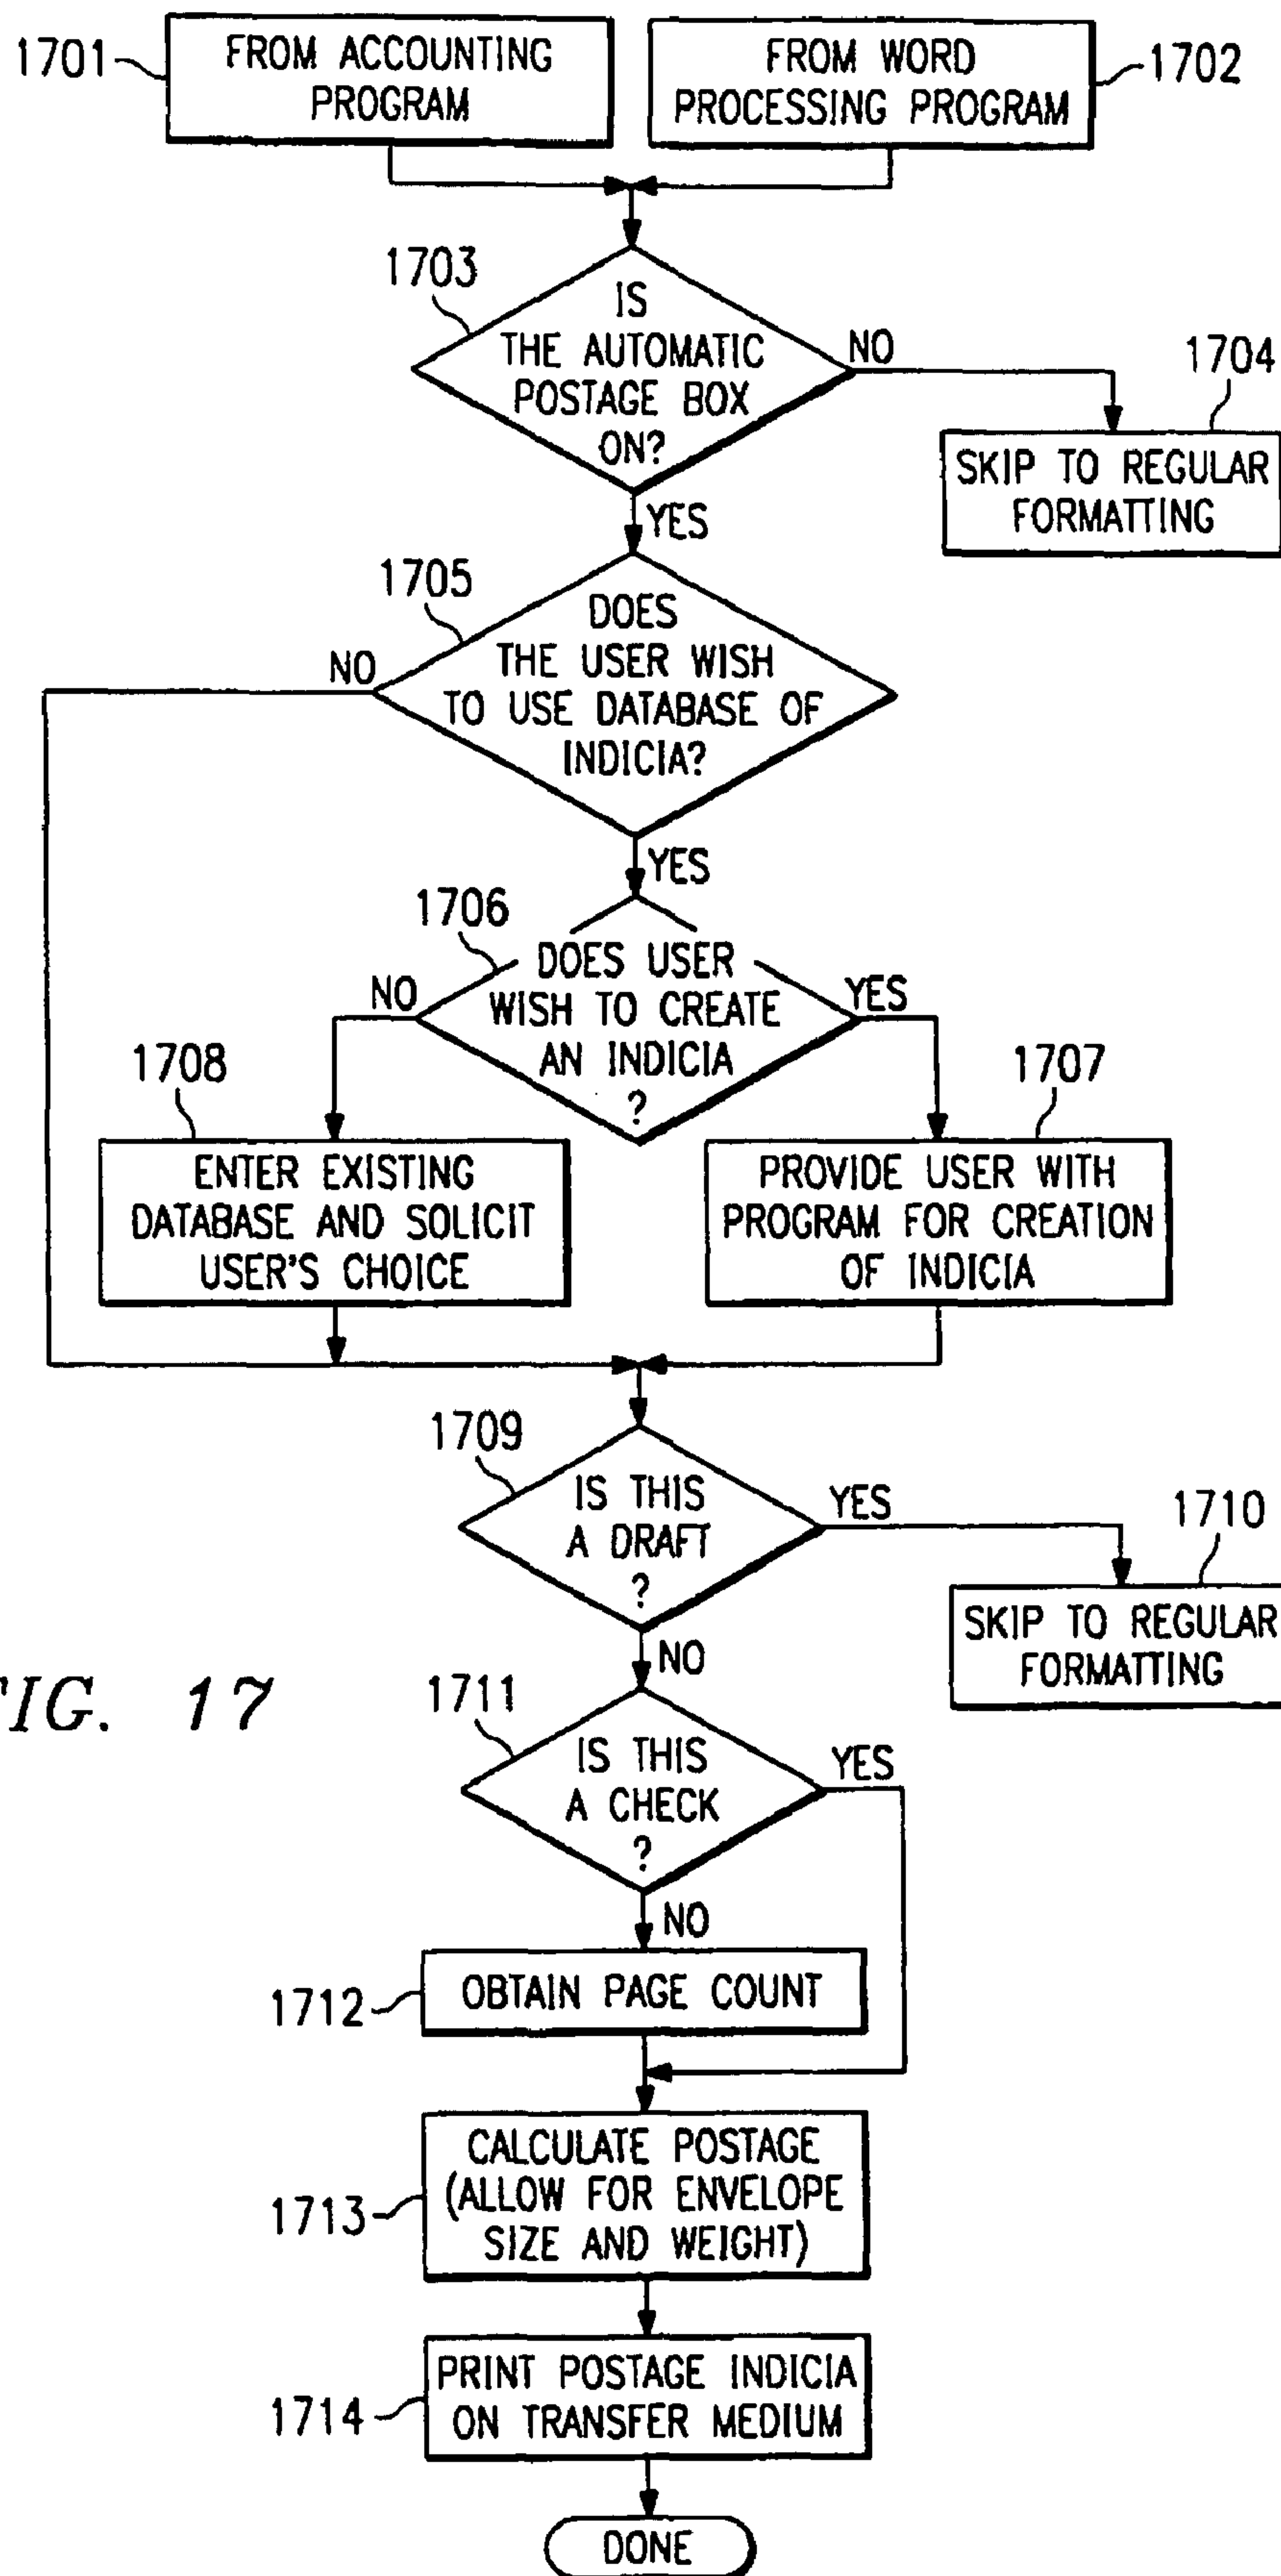 1701
FROM ACCOUNTING
PROGRAM
FROM WORD
PROCESSING PROGRAM
1702
1703
IS
THE AUTOMATIC
POSTAGE BOX
ON?
NO
1704
SKIP TO REGULAR
FORMATTING
YES
1705
DOES
THE USER WISH
TO USE DATABASE OF
INDICIA?
NO
YES
1706
DOES USER
WISH TO CREATE
AN INDICIA
?
NO
YES
1708
ENTER EXISTING
DATABASE AND SOLICIT
USER'S CHOICE
1707
PROVIDE USER WITH
PROGRAM FOR CREATION
OF INDICIA
1709
IS THIS
A DRAFT
?
YES
1710
SKIP TO REGULAR
FORMATTING
NO
FIG. 17
1711
IS THIS
A CHECK
?
YES
NO
1712
OBTAIN PAGE COUNT
1713
CALCULATE POSTAGE
(ALLOW FOR ENVELOPE
SIZE AND WEIGHT)
1714
PRINT POSTAGE INDICIA
ON TRANSFER MEDIUM
DONE